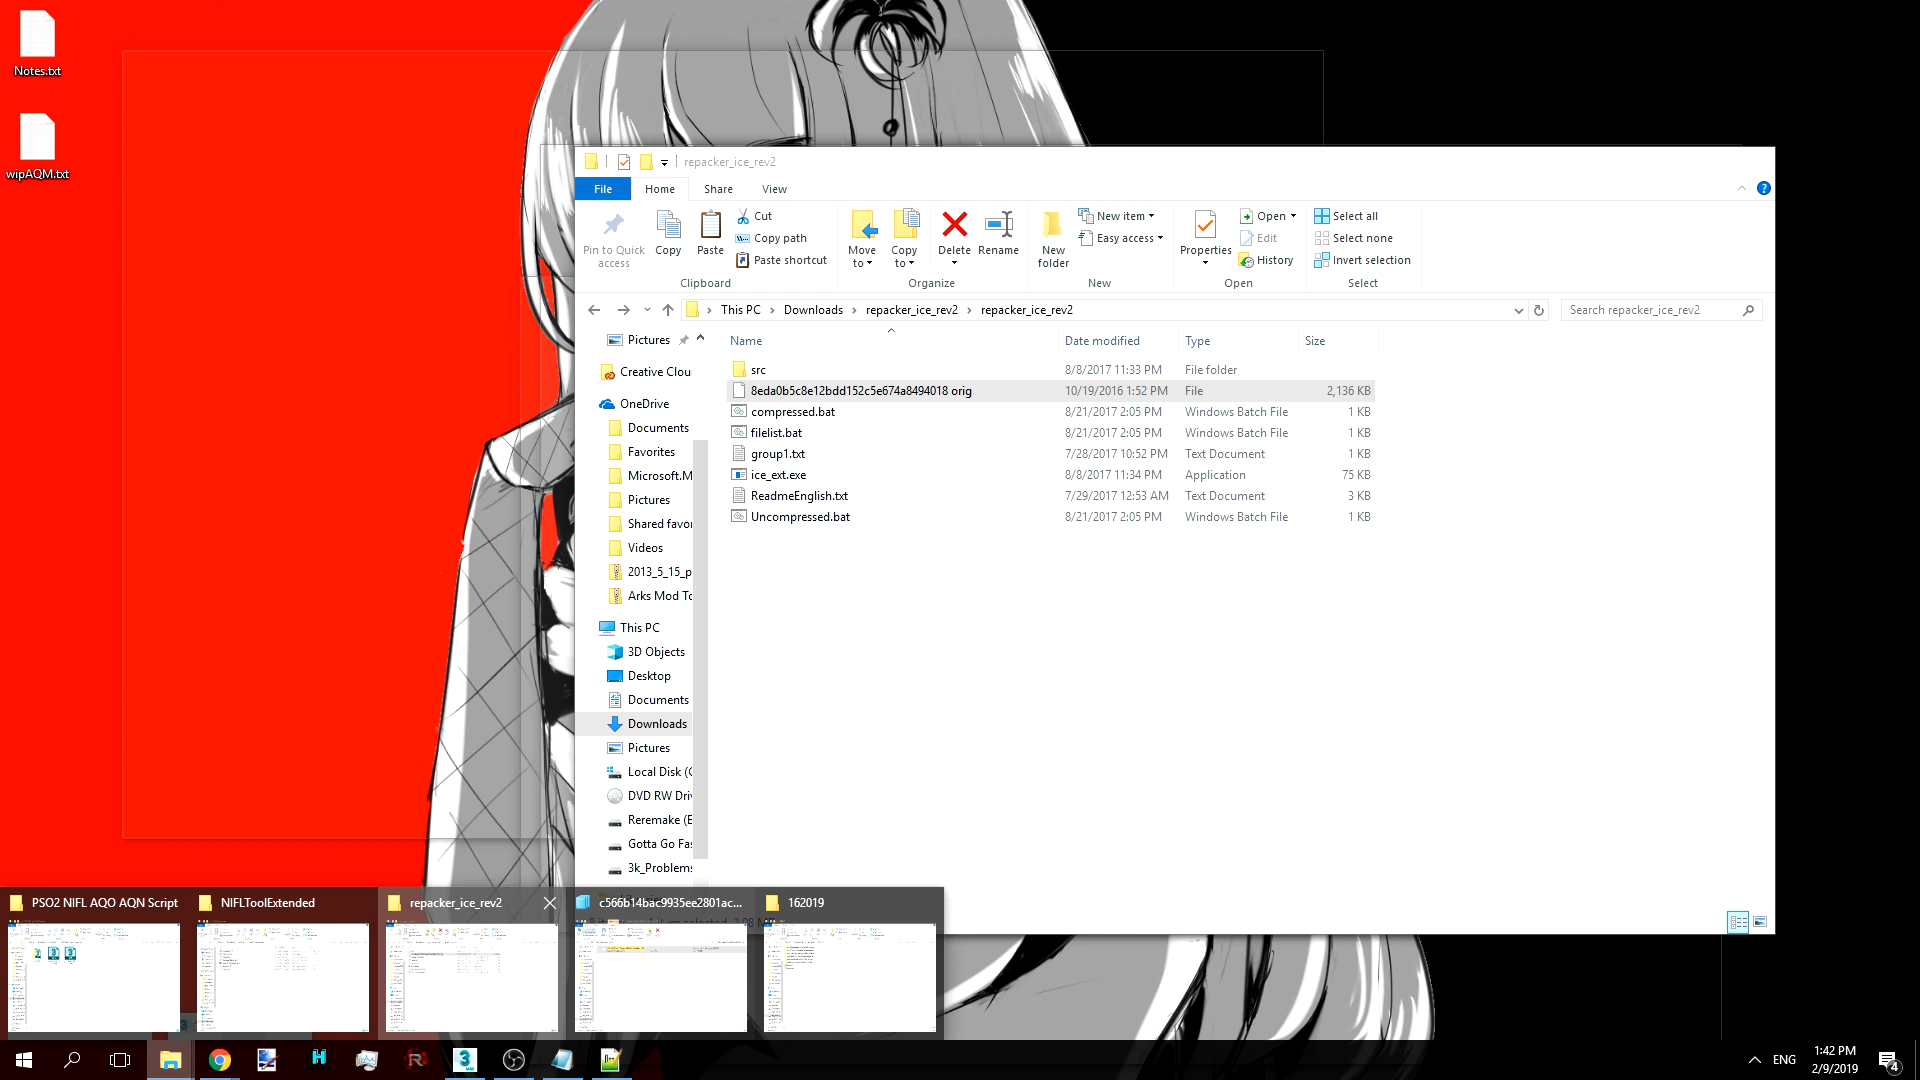 Notes.txt
wipAQM.txt
repacker_ice_rev2
File Home Share View
Pin to Quick access
Copy
Paste
Cut
Copy path
Paste shortcut
Clipboard
Move to
Copy to
Delete
Rename
Organize
New folder
New item
Easy access
New
Properties
Open
Edit
History
Open
Select all
Select none
Invert selection
Select
This PC Downloads repacker_ice_rev2 repacker_ice_rev2
Search repacker_ice_rev2
Pictures
Creative Clou
OneDrive
Documents
Favorites
Microsoft.M
Pictures
Shared favor
Videos
2013_5_15_p
Arks Mod To
This PC
3D Objects
Desktop
Documents
Downloads
Pictures
Local Disk (C
DVD RW Driv
Reremake (E
Gotta Go Fas
3k_Problems
Name Date modified Type Size
src 8/8/2017 11:33 PM File folder
8eda0b5c8e12bdd152c5e674a8494018 orig 10/19/2016 1:52 PM File 2,136 KB
compressed.bat 8/21/2017 2:05 PM Windows Batch File 1 KB
filelist.bat 8/21/2017 2:05 PM Windows Batch File 1 KB
group1.txt 7/28/2017 10:52 PM Text Document 1 KB
ice_ext.exe 8/8/2017 11:34 PM Application 75 KB
ReadmeEnglish.txt 7/29/2017 12:53 AM Text Document 3 KB
Uncompressed.bat 8/21/2017 2:05 PM Windows Batch File 1 KB
PSO2 NIFL AQO AQN Script
NIFLToolExtended
repacker_ice_rev2
c566b14bac9935ee2801ac...
162019
ENG
1:42 PM
2/9/2019
4